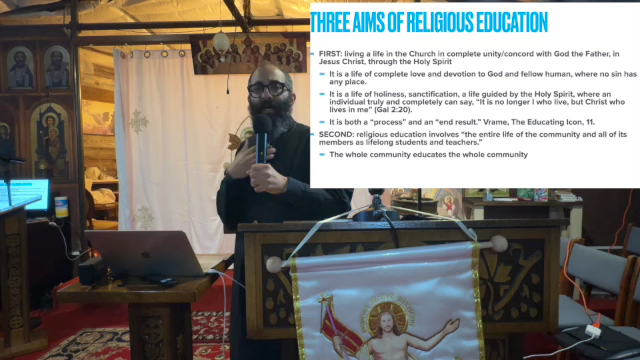 THREE AIMS OF RELIGIOUS EDUCATION
FIRST: living a life in the Church in complete unity/concord with God the Father, in
Jesus Christ, through the Holy Spirit
It is a life of complete love and devotion to God and fellow human, where no sin has
any place.
It is a life of holiness, sanctification, a life guided by the Holy Spirit, where an
individual truly and completely can say, “It is no longer I who live, but Christ who
lives in me” (Gal 2:20).
It is both a “process” and an “end result.” Vrame, The Educating Icon, 11.
SECOND: religious education involves “the entire life of the community and all of its
members as lifelong students and teachers.”
The whole community educates the whole community